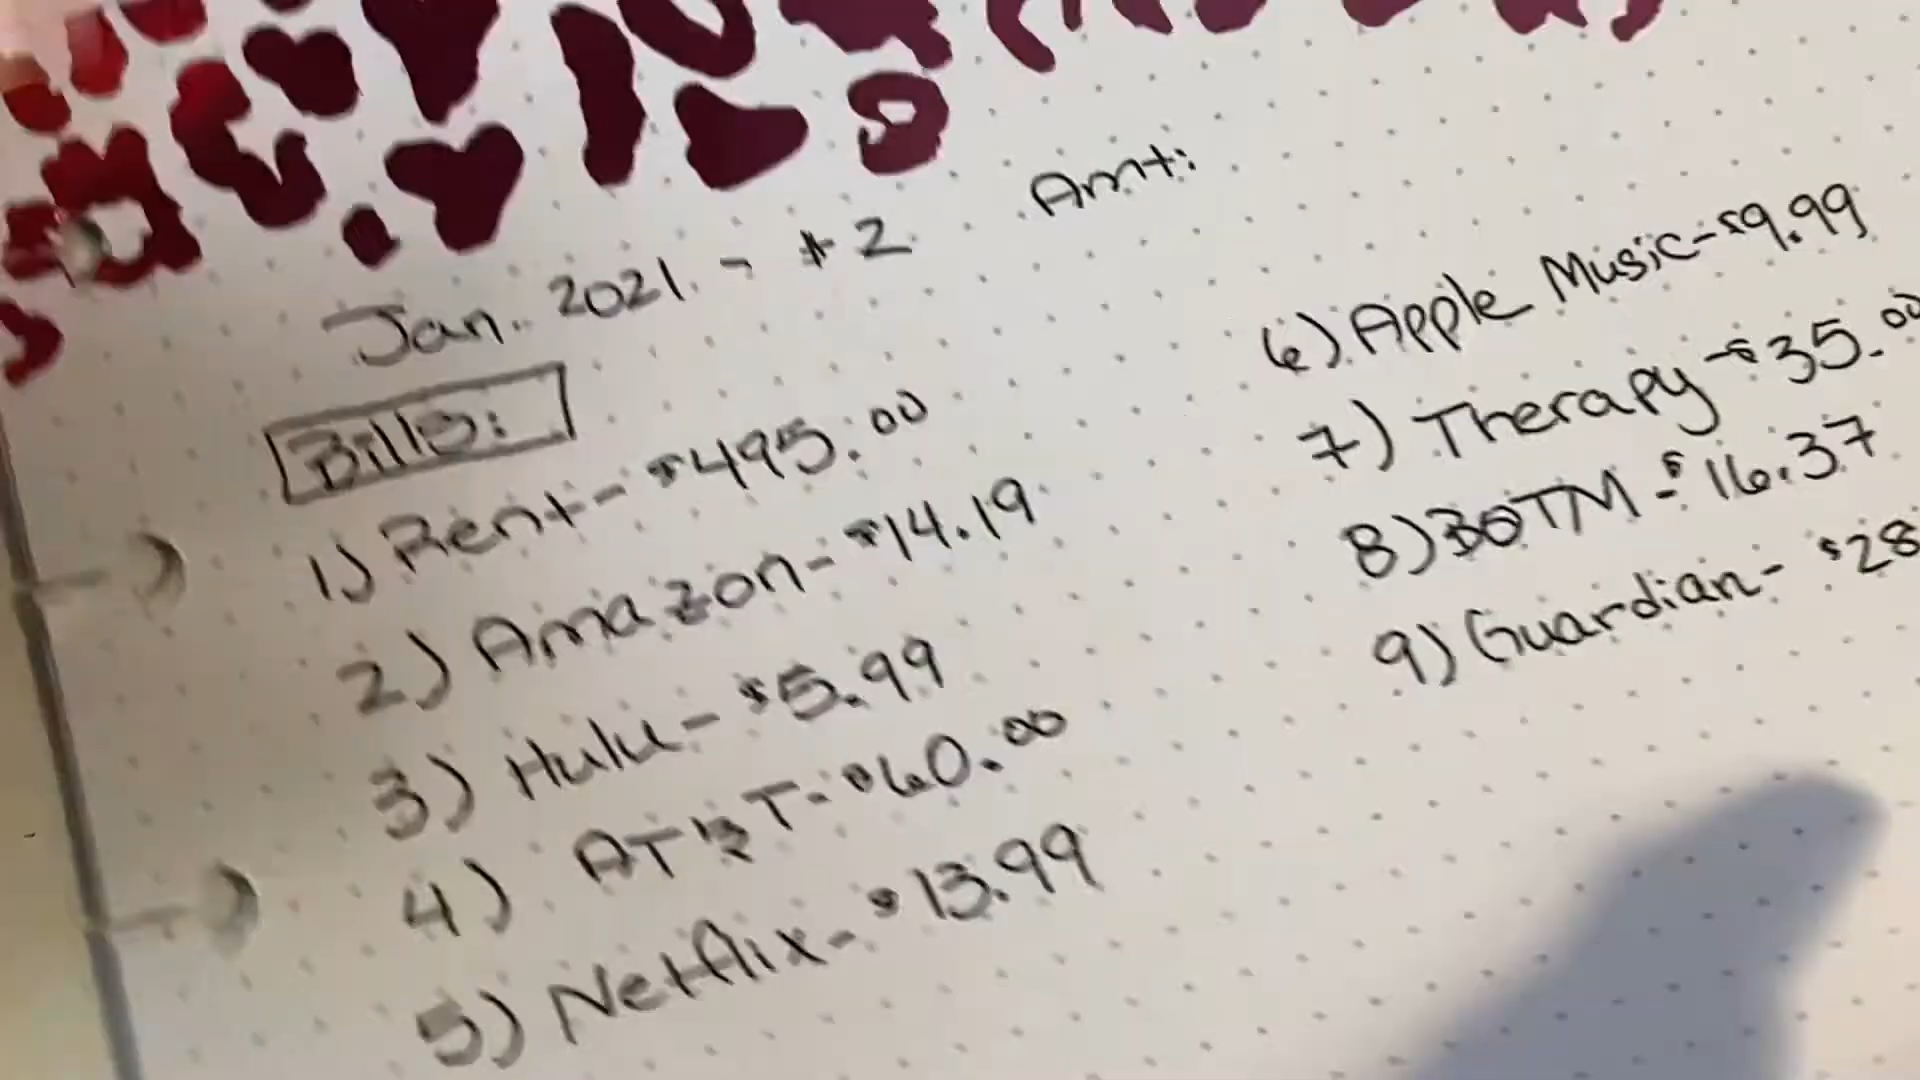 Jan. 2021 - #2
Amt:
Bills:
1) Rent - $495.00
2) Amazon - $14.19
3) Hulu - $5.99
4) AT&T - $60.00
5) Netflix - $13.99
6) Apple Music - $9.99
7) Therapy - $35.00
8) BOTM - $16.37
9) Guardian - $28